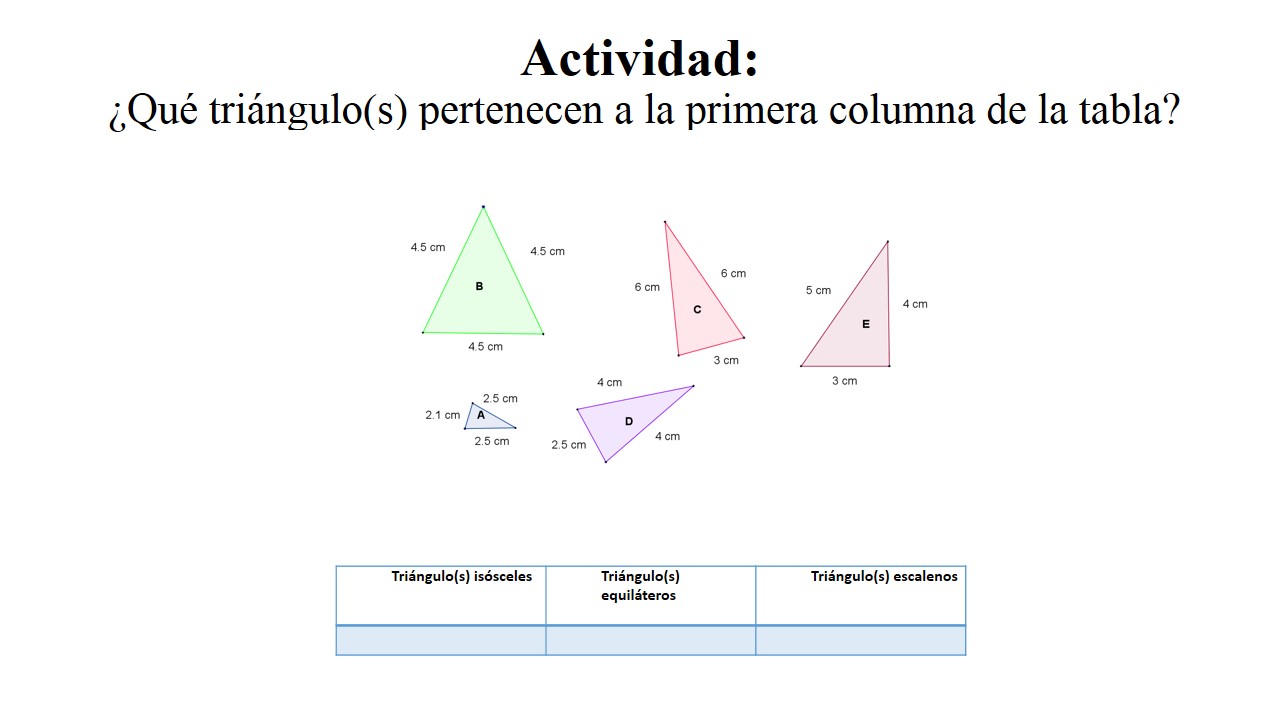 Actividad:
¿Qué triángulo(s) pertenecen a la primera columna de la tabla?
4.5 cm
4.5 cm
B
4.5 cm
6 cm
6 cm
C
3 cm
5 cm
4 cm
E
3 cm
2.5 cm
2.1 cm
A
2.5 cm
4 cm
D
2.5 cm
4 cm
Triángulo(s) isósceles
Triángulo(s)
equiláteros
Triángulo(s) escalenos